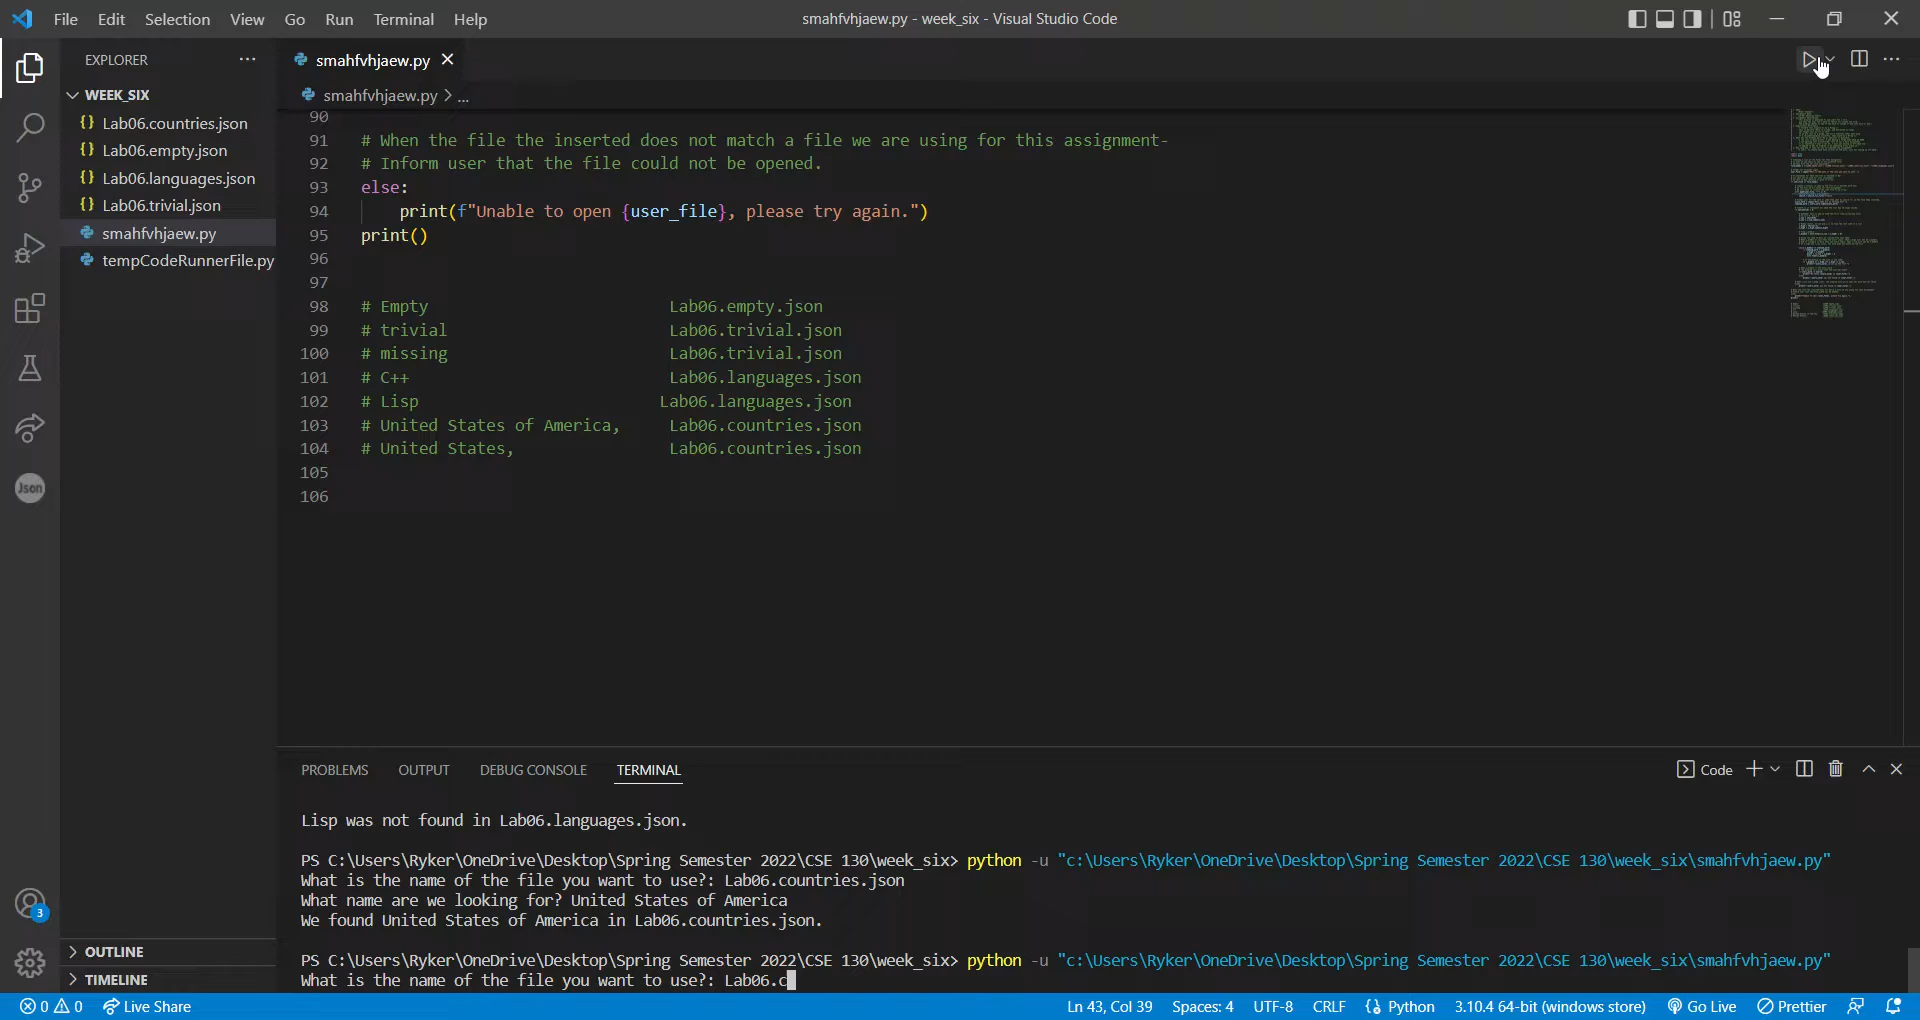 File Edit Selection View Go Run Terminal Help
smahfvhjaew.py - week_six - Visual Studio Code
EXPLORER
WEEK_SIX
Lab06.countries.json
Lab06.empty.json
Lab06.languages.json
Lab06.trivial.json
smahfvhjaew.py
tempCodeRunnerFile.py
OUTLINE
TIMELINE
Json
3
smahfvhjaew.py
smahfvhjaew.py > ...
90
91 # When the file the inserted does not match a file we are using for this assignment-
92 # Inform user that the file could not be opened.
93 else:
94 print(f"Unable to open {user_file}, please try again.")
95 print()
96
97
98 # Empty Lab06.empty.json
99 # trivial Lab06.trivial.json
100 # missing Lab06.trivial.json
101 # C++ Lab06.languages.json
102 # Lisp Lab06.languages.json
103 # United States of America, Lab06.countries.json
104 # United States, Lab06.countries.json
105
106
PROBLEMS OUTPUT DEBUG CONSOLE TERMINAL
Code
Lisp was not found in Lab06.languages.json.
PS C:\Users\Ryker\OneDrive\Desktop\Spring Semester 2022\CSE 130\week_six> python -u "c:\Users\Ryker\OneDrive\Desktop\Spring Semester 2022\CSE 130\week_six\smahfvhjaew.py"
What is the name of the file you want to use?: Lab06.countries.json
What name are we looking for? United States of America
We found United States of America in Lab06.countries.json.
PS C:\Users\Ryker\OneDrive\Desktop\Spring Semester 2022\CSE 130\week_six> python -u "c:\Users\Ryker\OneDrive\Desktop\Spring Semester 2022\CSE 130\week_six\smahfvhjaew.py"
What is the name of the file you want to use?: Lab06.c
0 0 Live Share
Ln 43, Col 39 Spaces: 4 UTF-8 CRLF Python 3.10.4 64-bit (windows store) Go Live Prettier